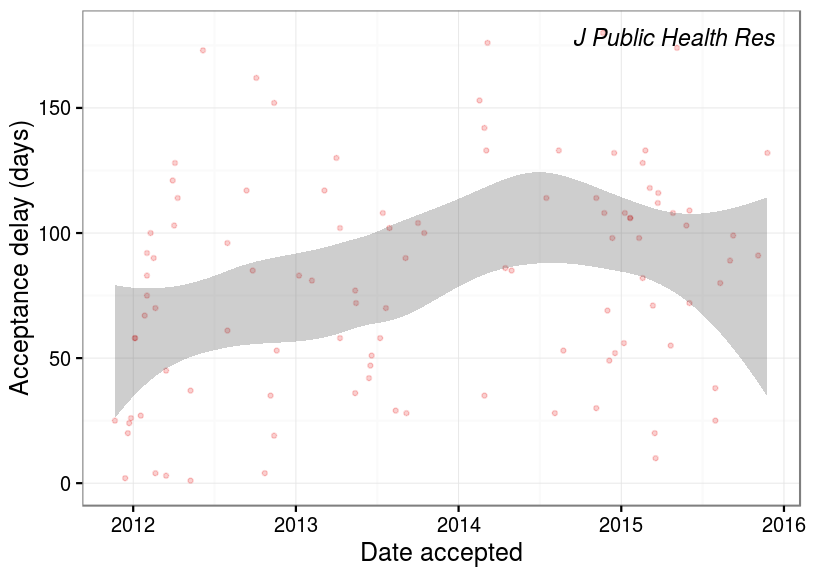 J Public Health Res
Acceptance delay (days)
150
100
50
0
2012 2013 2014 2015 2016
Date accepted